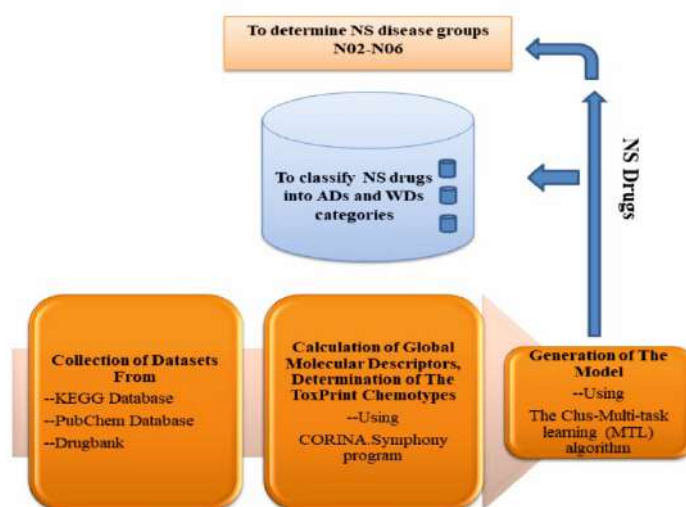 To determine NS disease groups
N02-N06
To classify NS drugs
into ADs and WDs
categories
NS Drugs
Collection of Datasets
From
--KEGG Database
--PubChem Database
--Drugbank
Calculation of Global
Molecular Descriptors,
Determination of The
ToxPrint Chemotypes
--Using
CORINA.Symphony
program
Generation of The
Model
--Using
The Clus-Multi-task
learning (MTL)
algorithm